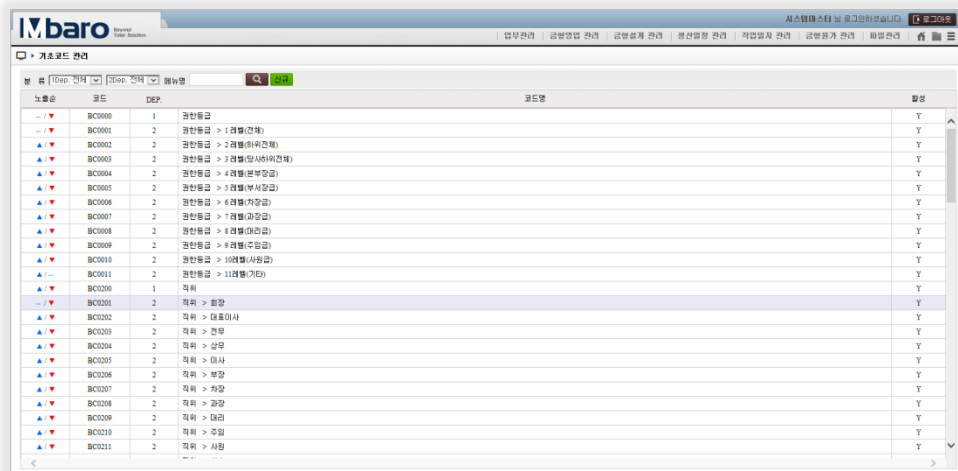 Mbaro Beyond Total Solution
시스템마스터 님 로그인하셨습니다. 로그아웃
| 업무관리 | 금형영업 관리 | 금형설계 관리 | 생산일정 관리 | 작업일지 관리 | 금형원가 관리 | 파일관리 |
기초코드 관리
분 류 [1Dep. 전체] [2Dep. 전체] 메뉴명 신규
노출순 코드 DEP. 코드명 활성
-- / ▼ BC0000 1 권한등급 Y
-- / ▼ BC0001 2 권한등급 > 1레벨(전체) Y
▲ / ▼ BC0002 2 권한등급 > 2레벨(하위전체) Y
▲ / ▼ BC0003 2 권한등급 > 3레벨(당사하위전체) Y
▲ / ▼ BC0004 2 권한등급 > 4레벨(본부장급) Y
▲ / ▼ BC0005 2 권한등급 > 5레벨(부서장급) Y
▲ / ▼ BC0006 2 권한등급 > 6레벨(차장급) Y
▲ / ▼ BC0007 2 권한등급 > 7레벨(과장급) Y
▲ / ▼ BC0008 2 권한등급 > 8레벨(대리급) Y
▲ / ▼ BC0009 2 권한등급 > 9레벨(주임급) Y
▲ / ▼ BC0010 2 권한등급 > 10레벨(사원급) Y
▲ / -- BC0011 2 권한등급 > 11레벨(기타) Y
▲ / ▼ BC0200 1 직위 Y
-- / ▼ BC0201 2 직위 > 회장 Y
▲ / ▼ BC0202 2 직위 > 대표이사 Y
▲ / ▼ BC0203 2 직위 > 전무 Y
▲ / ▼ BC0204 2 직위 > 상무 Y
▲ / ▼ BC0205 2 직위 > 이사 Y
▲ / ▼ BC0206 2 직위 > 부장 Y
▲ / ▼ BC0207 2 직위 > 차장 Y
▲ / ▼ BC0208 2 직위 > 과장 Y
▲ / ▼ BC0209 2 직위 > 대리 Y
▲ / ▼ BC0210 2 직위 > 주임 Y
▲ / ▼ BC0211 2 직위 > 사원 Y